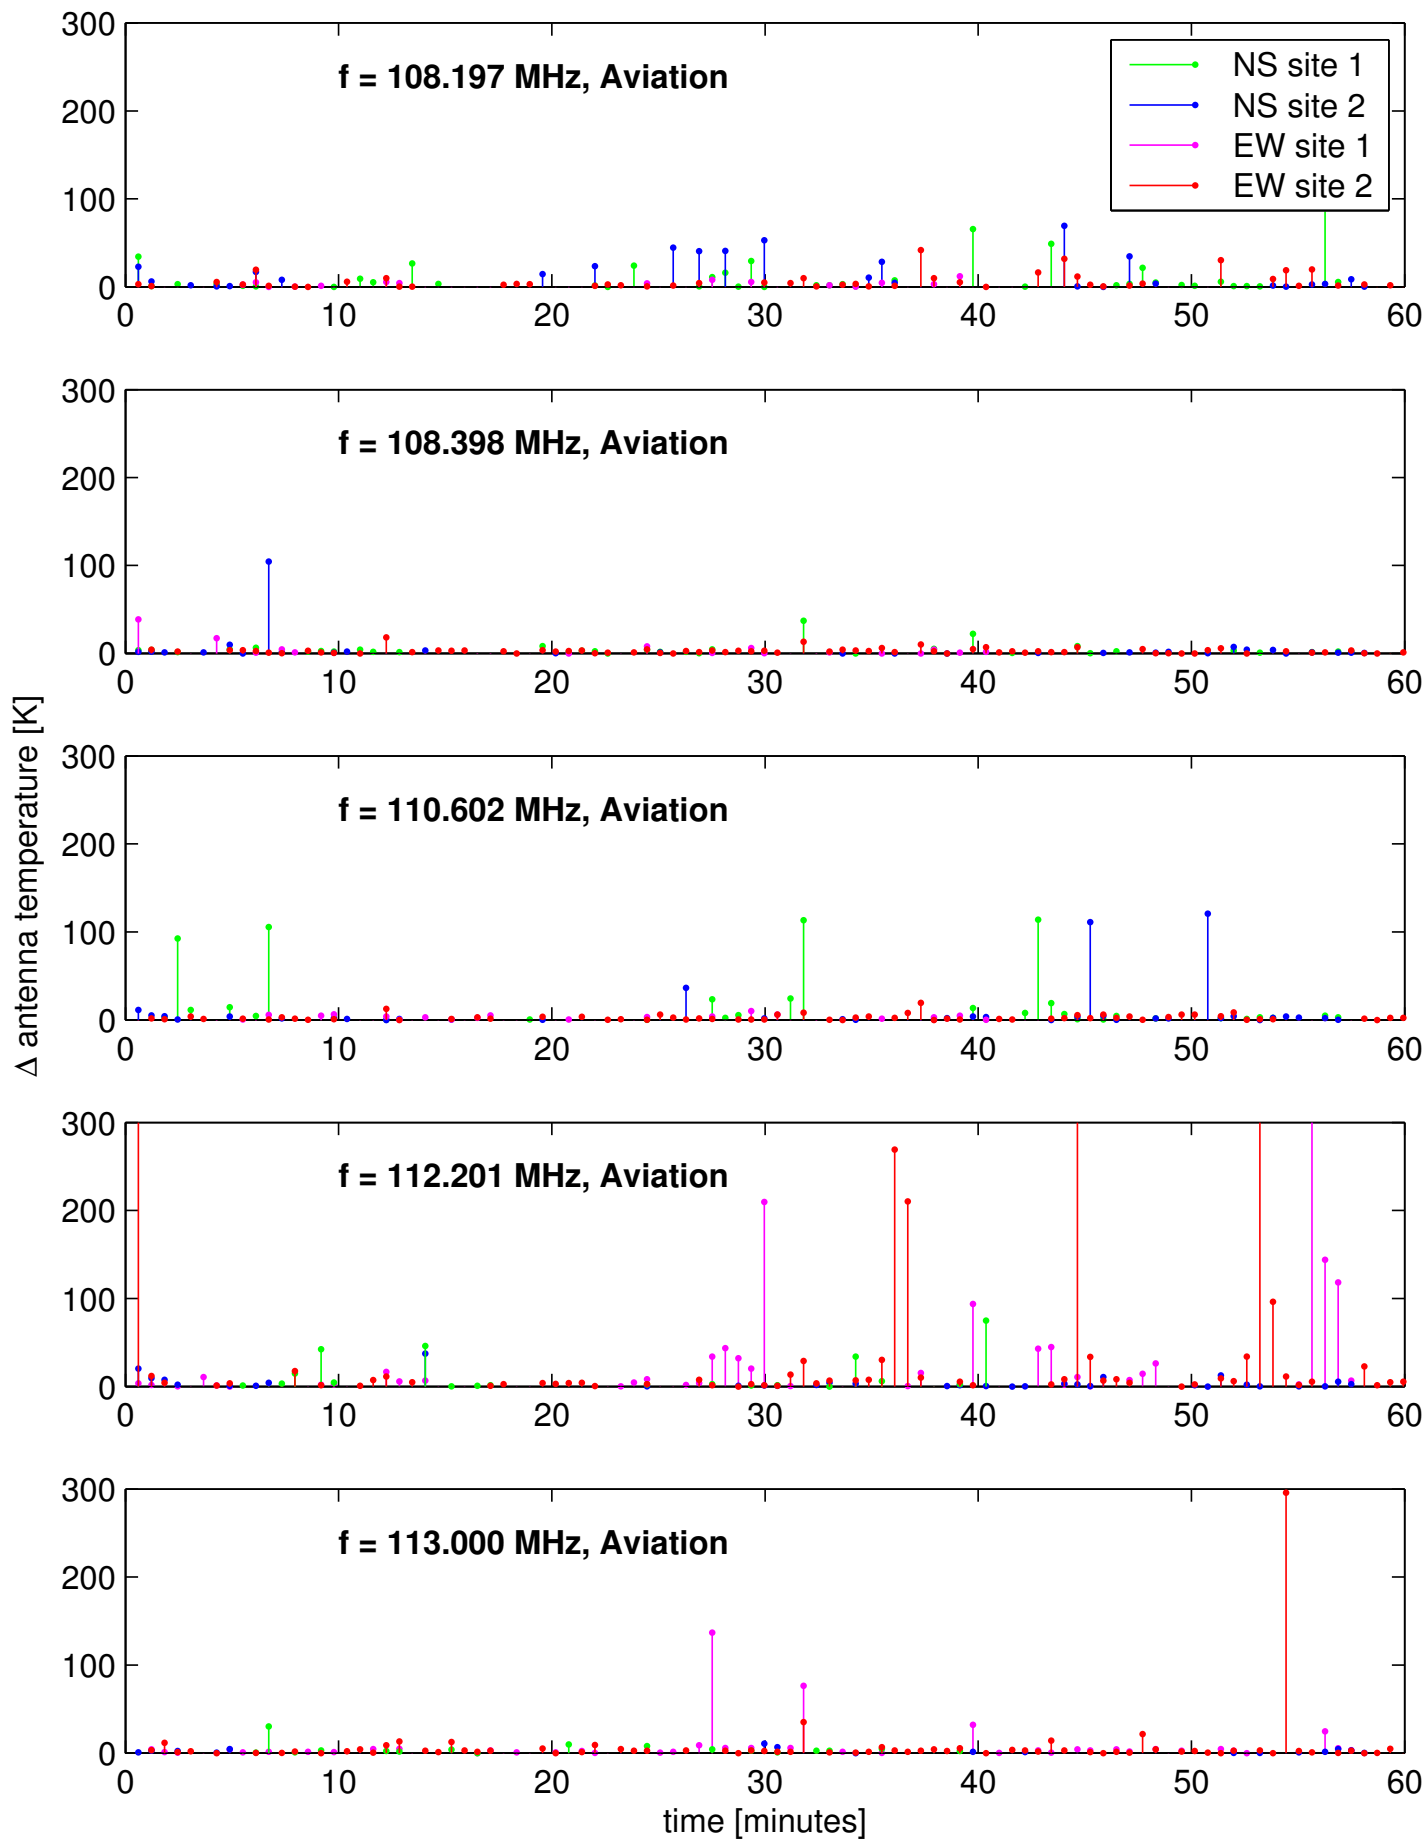 300
200
100
0
f = 108.197 MHz, Aviation
NS site 1
NS site 2
EW site 1
EW site 2
0 10 20 30 40 50 60
300
200
100
0
f = 108.398 MHz, Aviation
0 10 20 30 40 50 60
Δ antenna temperature [K]
300
200
100
0
f = 110.602 MHz, Aviation
0 10 20 30 40 50 60
300
200
100
0
f = 112.201 MHz, Aviation
0 10 20 30 40 50 60
300
200
100
0
f = 113.000 MHz, Aviation
0 10 20 30 40 50 60
time [minutes]